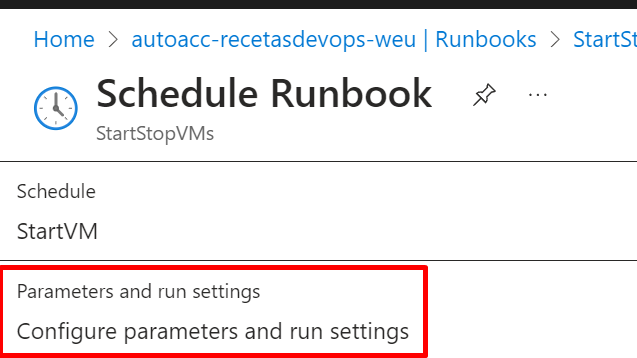 Home > autoacc-recetasdevops-weu | Runbooks > StartSt
Schedule Runbook
StartStopVMs
Schedule
StartVM
Parameters and run settings
Configure parameters and run settings